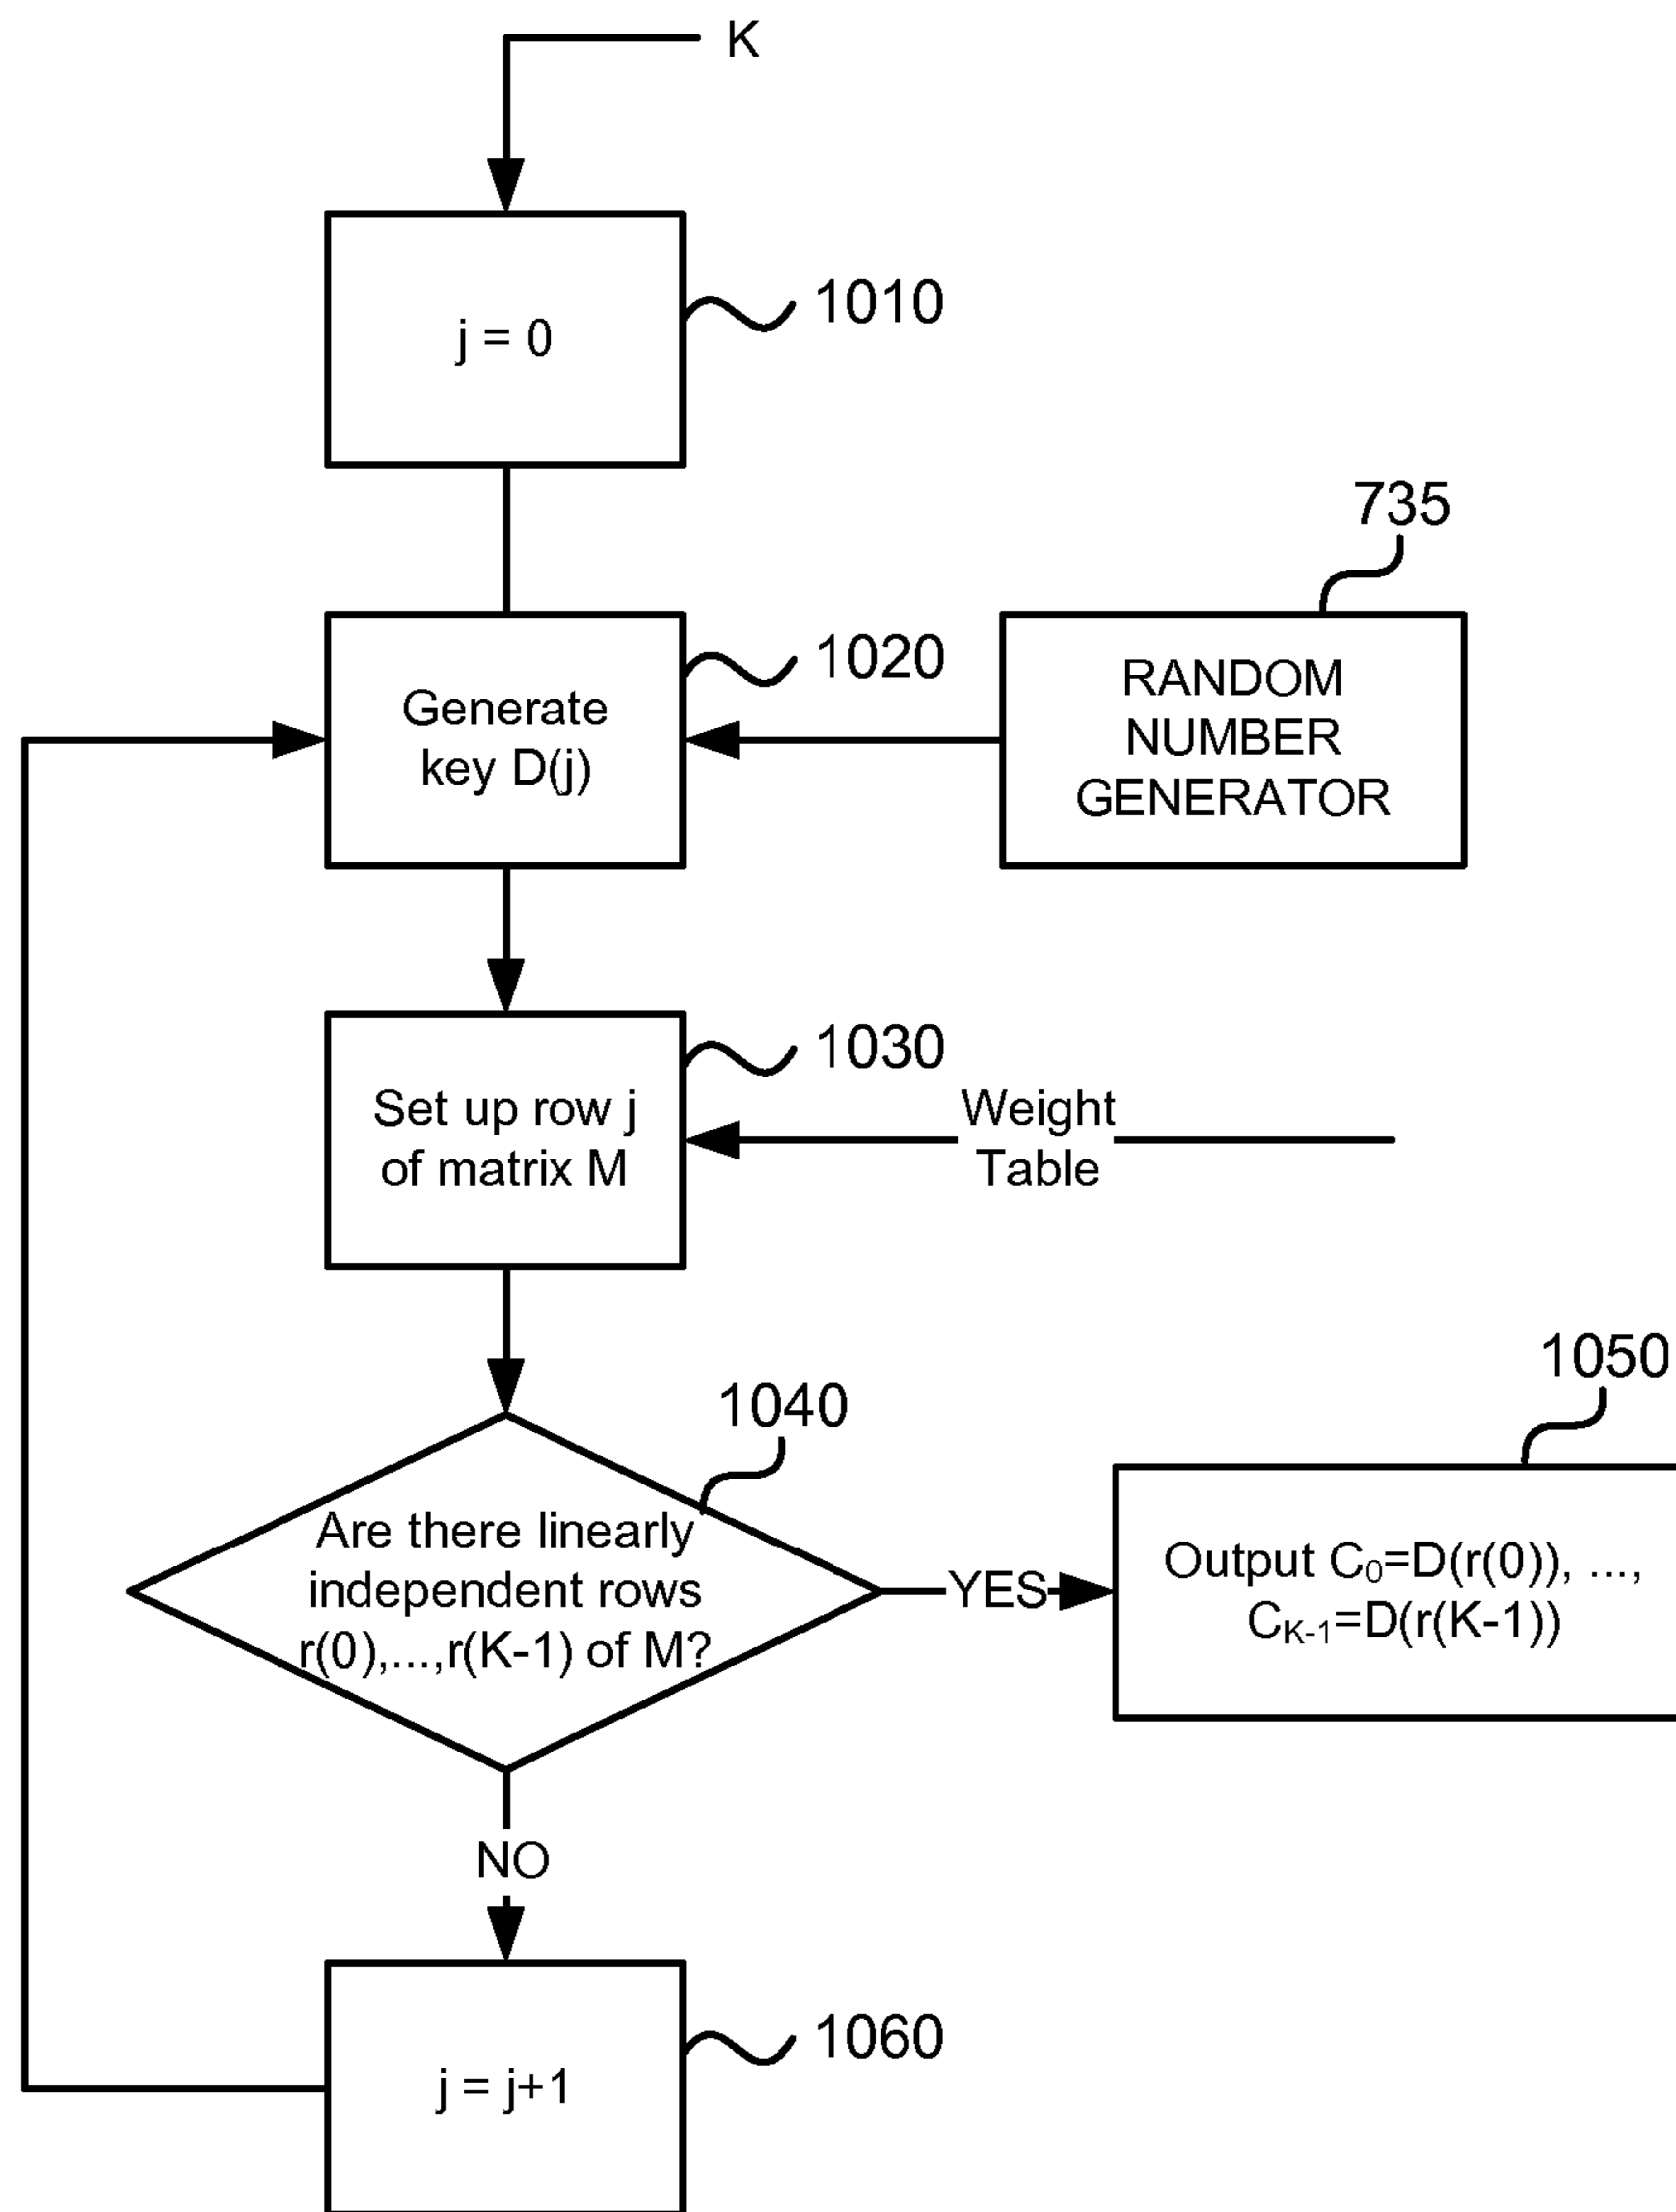 K
1010
j = 0
735
1020
Generate
key D(j)
RANDOM
NUMBER
GENERATOR
1030
Set up row j
of matrix M
Weight
Table
1040
Are there linearly
independent rows
r(0),...,r(K-1) of M?
YES
1050
Output C₀=D(r(0)), ...,
C_{K-1}=D(r(K-1))
NO
1060
j = j+1